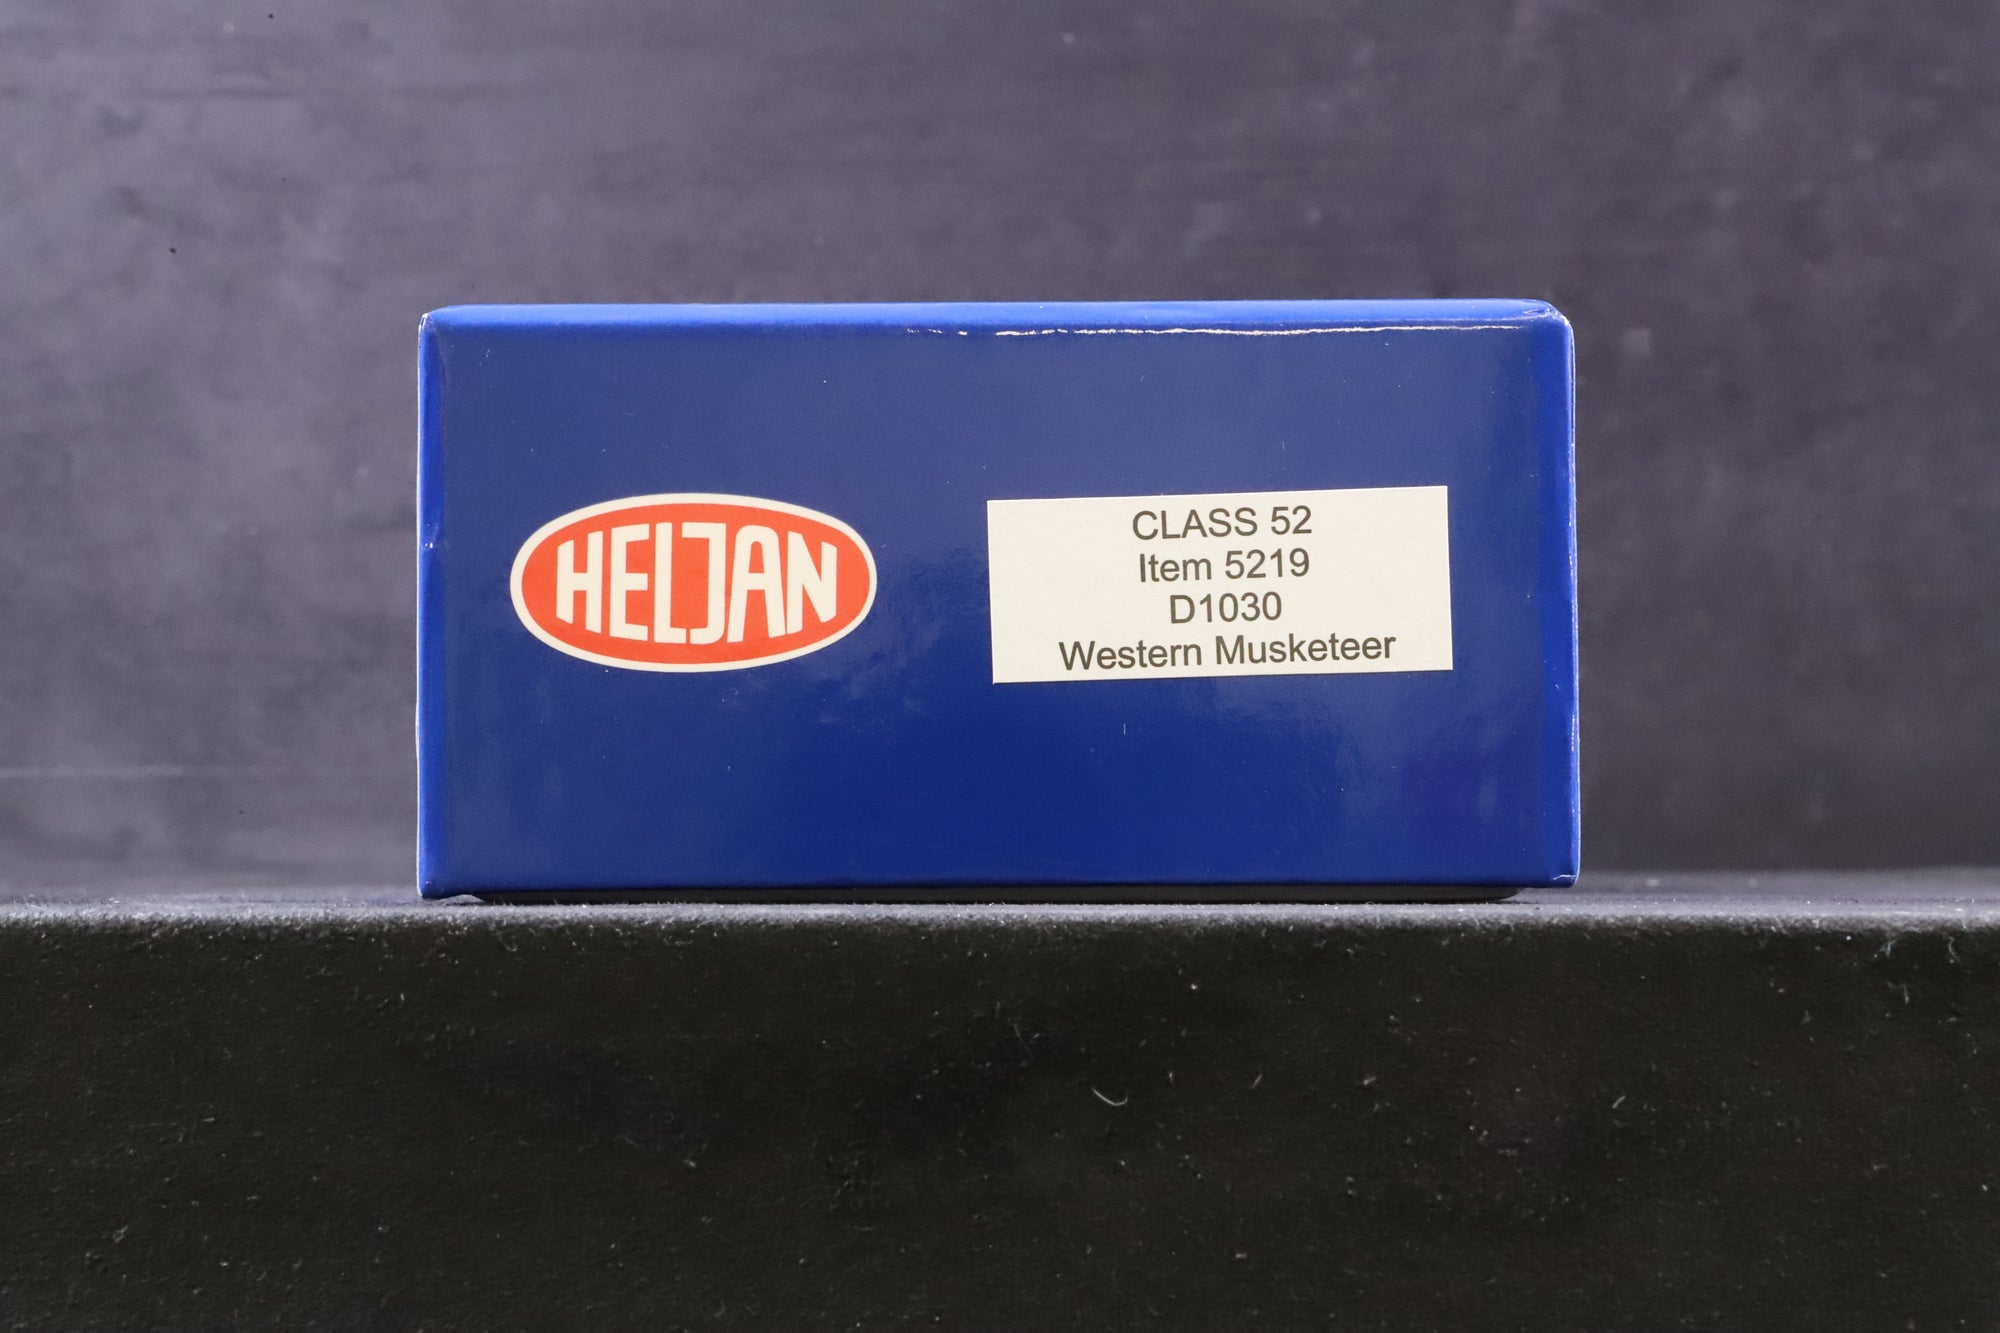 HELJAN
CLASS 52
Item 5219
D1030
Western Musketeer